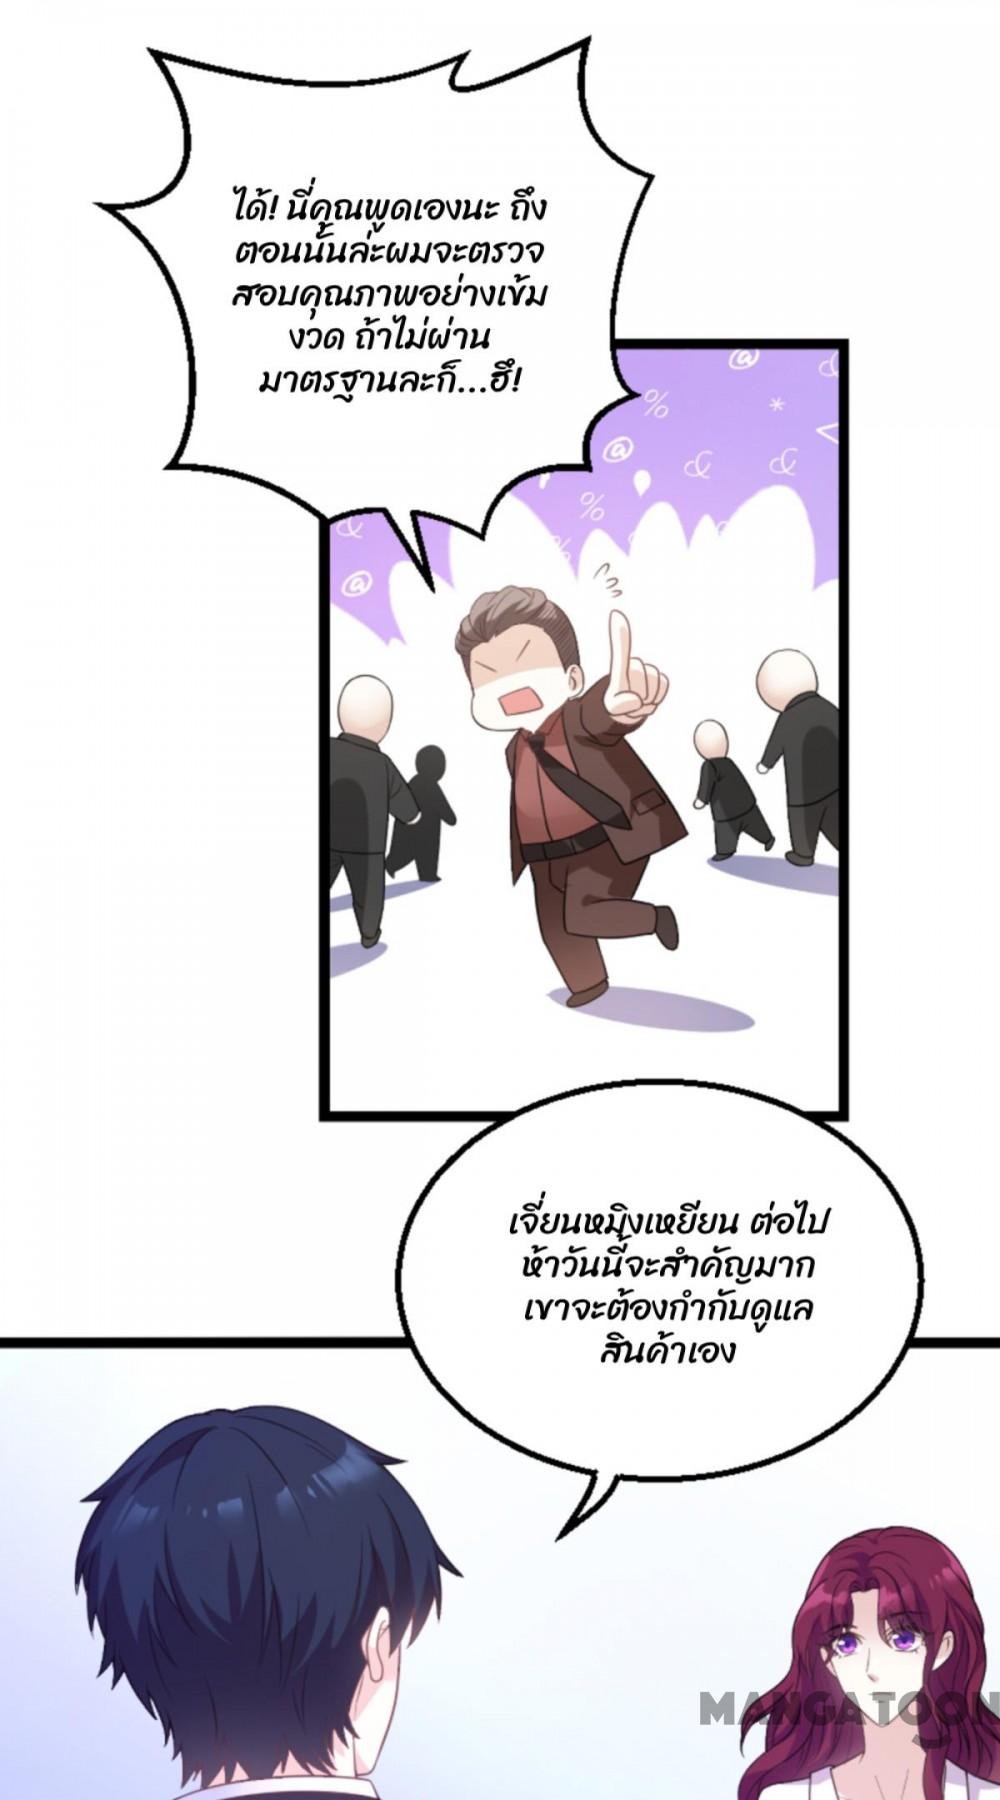 ได้! นี่คุณพูดเองนะ ถึง
ตอนนั้นล่ะผมจะตรวจ
สอบคุณภาพอย่างเข้ม
งวด ถ้าไม่ผ่าน
มาตรฐานละก็...ฮึ!
เจี่ยนหมิงเหยียน ต่อไป
ห้าวันนี้จะสำคัญมาก
เขาจะต้องกำกับดูแล
สินค้าเอง
MANGATOON